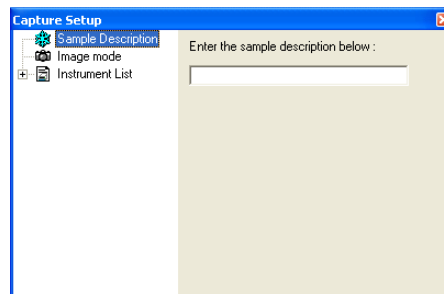 Capture Setup
Sample Description
Image mode
Instrument List
Enter the sample description below :